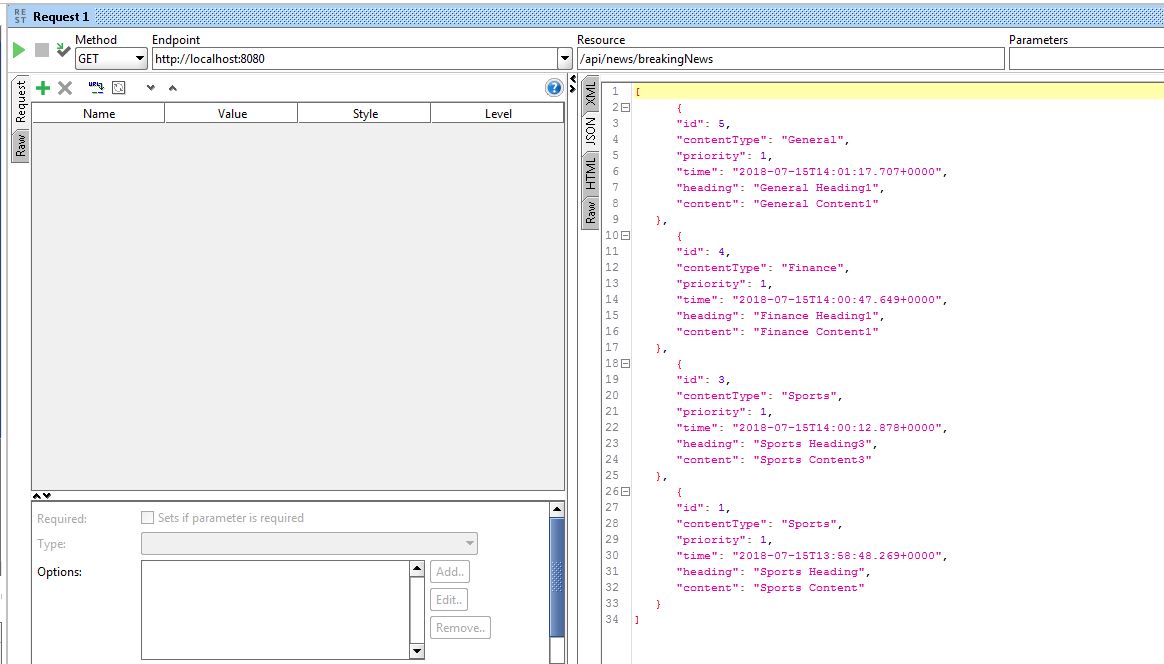 RE
ST
Request 1
Method
Endpoint
Resource
Parameters
GET
http://localhost:8080
/api/news/breakingNews
Request
Raw
URL
?
Name Value Style Level
Required:
Sets if parameter is required
Type:
Options:
Add..
Edit..
Remove..
XML
JSON
HTML
Raw
1 [
2 {
3 "id": 5,
4 "contentType": "General",
5 "priority": 1,
6 "time": "2018-07-15T14:01:17.707+0000",
7 "heading": "General Heading1",
8 "content": "General Content1"
9 },
10 {
11 "id": 4,
12 "contentType": "Finance",
13 "priority": 1,
14 "time": "2018-07-15T14:00:47.649+0000",
15 "heading": "Finance Heading1",
16 "content": "Finance Content1"
17 },
18 {
19 "id": 3,
20 "contentType": "Sports",
21 "priority": 1,
22 "time": "2018-07-15T14:00:12.878+0000",
23 "heading": "Sports Heading3",
24 "content": "Sports Content3"
25 },
26 {
27 "id": 1,
28 "contentType": "Sports",
29 "priority": 1,
30 "time": "2018-07-15T13:58:48.269+0000",
31 "heading": "Sports Heading",
32 "content": "Sports Content"
33 }
34 ]